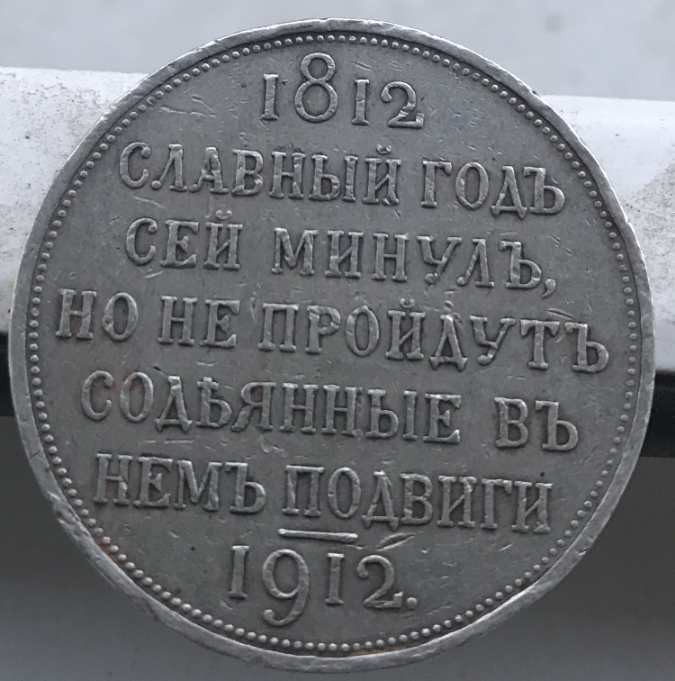 1812
СЛАВНЫЙ ГОДЪ
СЕЙ МИНУЛЪ,
НО НЕ ПРОЙДУТЪ
СОДѢЯННЫЕ ВЪ
НЕМЪ ПОДВИГИ
1912.